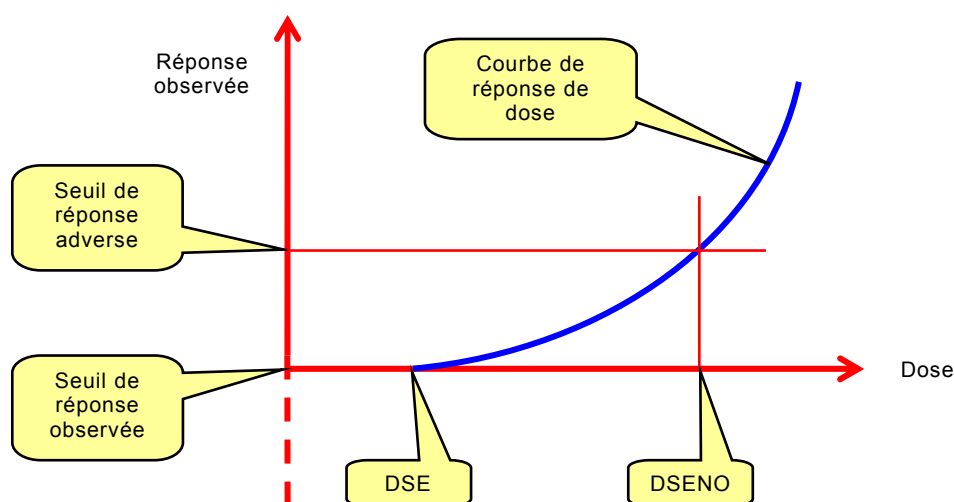 Réponse
observée
Courbe de
réponse de
dose
Seuil de
réponse
adverse
Seuil de
réponse
observée
Dose
DSE
DSENO